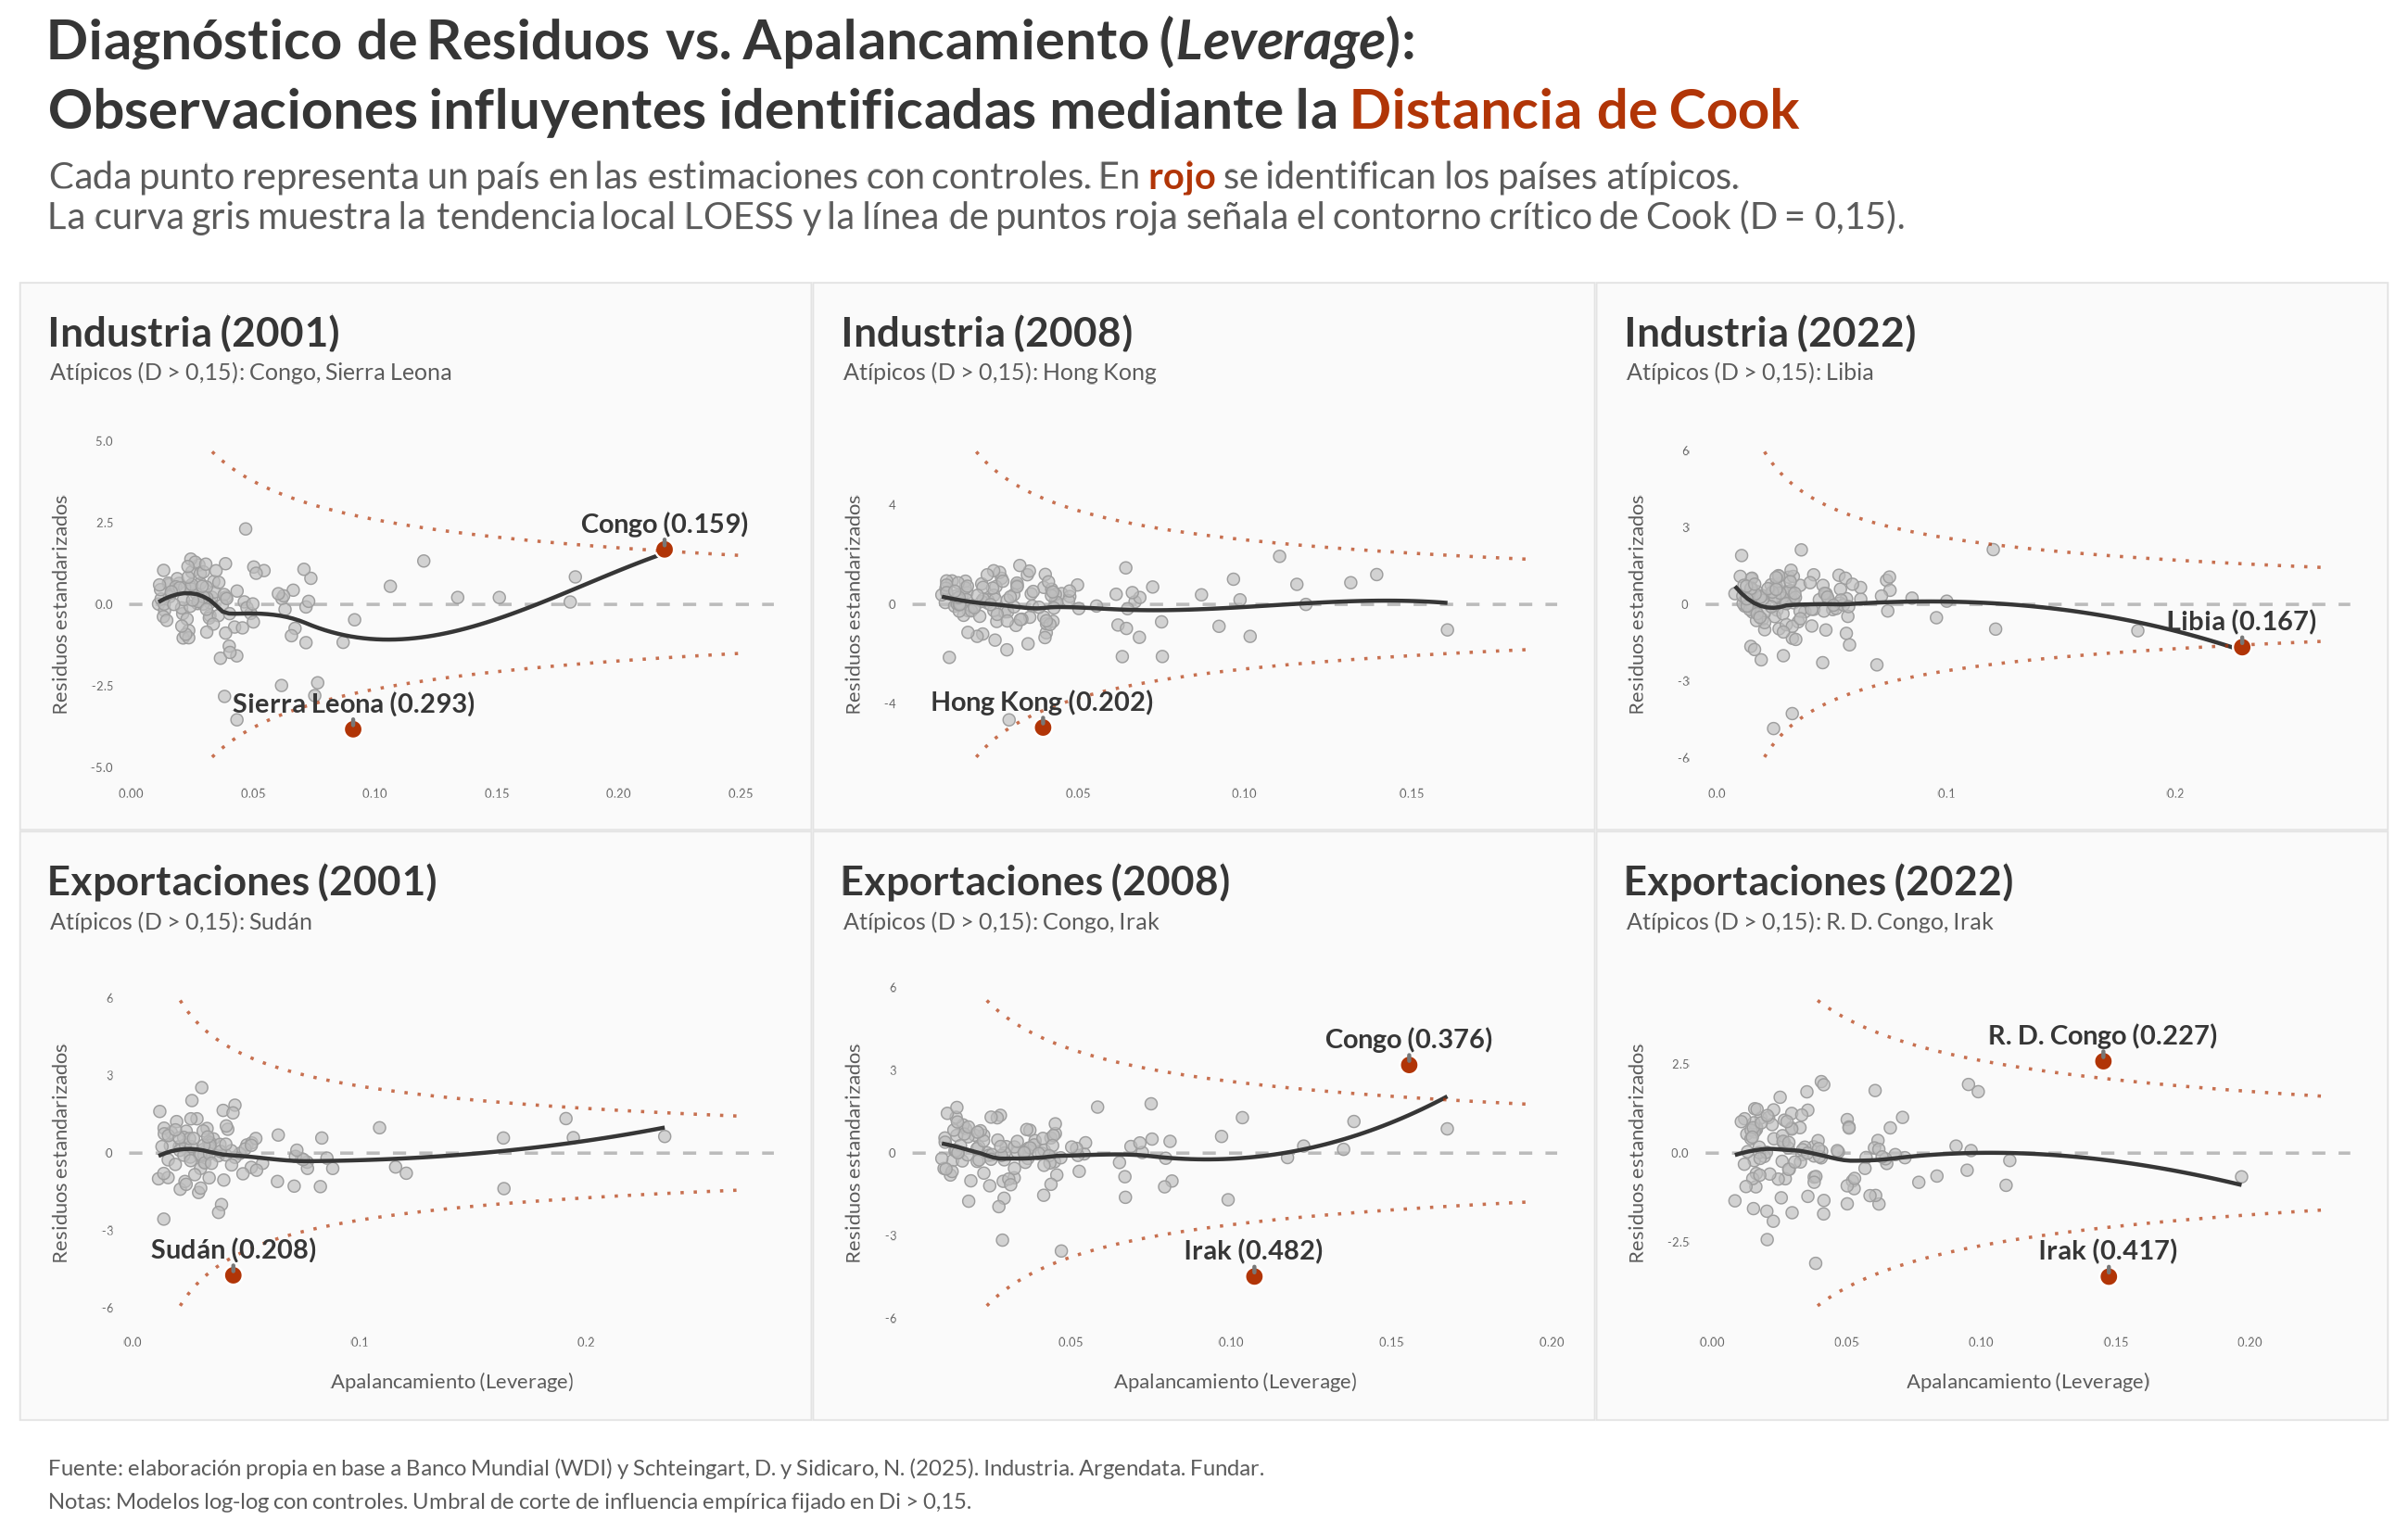 Diagnóstico de Residuos vs. Apalancamiento (Leverage):
Observaciones influyentes identificadas mediante la Distancia de Cook
Cada punto representa un país en las estimaciones con controles. En rojo se identifican los países atípicos.
La curva gris muestra la tendencia local LOESS y la línea de puntos roja señala el contorno crítico de Cook (D = 0,15).
Industria (2001)
Atípicos (D > 0,15): Congo, Sierra Leona
Residuos estandarizados
5.0
2.5
0.0
-2.5
-5.0
Congo (0.159)
Sierra Leona (0.293)
0.00 0.05 0.10 0.15 0.20 0.25
Industria (2008)
Atípicos (D > 0,15): Hong Kong
Residuos estandarizados
4
0
-4
Hong Kong (0.202)
0.05 0.10 0.15
Industria (2022)
Atípicos (D > 0,15): Libia
Residuos estandarizados
6
3
0
-3
-6
Libia (0.167)
0.0 0.1 0.2
Exportaciones (2001)
Atípicos (D > 0,15): Sudán
Residuos estandarizados
6
3
0
-3
-6
Sudán (0.208)
0.0 0.1 0.2
Apalancamiento (Leverage)
Exportaciones (2008)
Atípicos (D > 0,15): Congo, Irak
Residuos estandarizados
6
3
0
-3
-6
Congo (0.376)
Irak (0.482)
0.05 0.10 0.15 0.20
Apalancamiento (Leverage)
Exportaciones (2022)
Atípicos (D > 0,15): R. D. Congo, Irak
Residuos estandarizados
2.5
0.0
-2.5
R. D. Congo (0.227)
Irak (0.417)
0.00 0.05 0.10 0.15 0.20
Apalancamiento (Leverage)
Fuente: elaboración propia en base a Banco Mundial (WDI) y Schteingart, D. y Sidicaro, N. (2025). Industria. Argendata. Fundar.
Notas: Modelos log-log con controles. Umbral de corte de influencia empírica fijado en Di > 0,15.